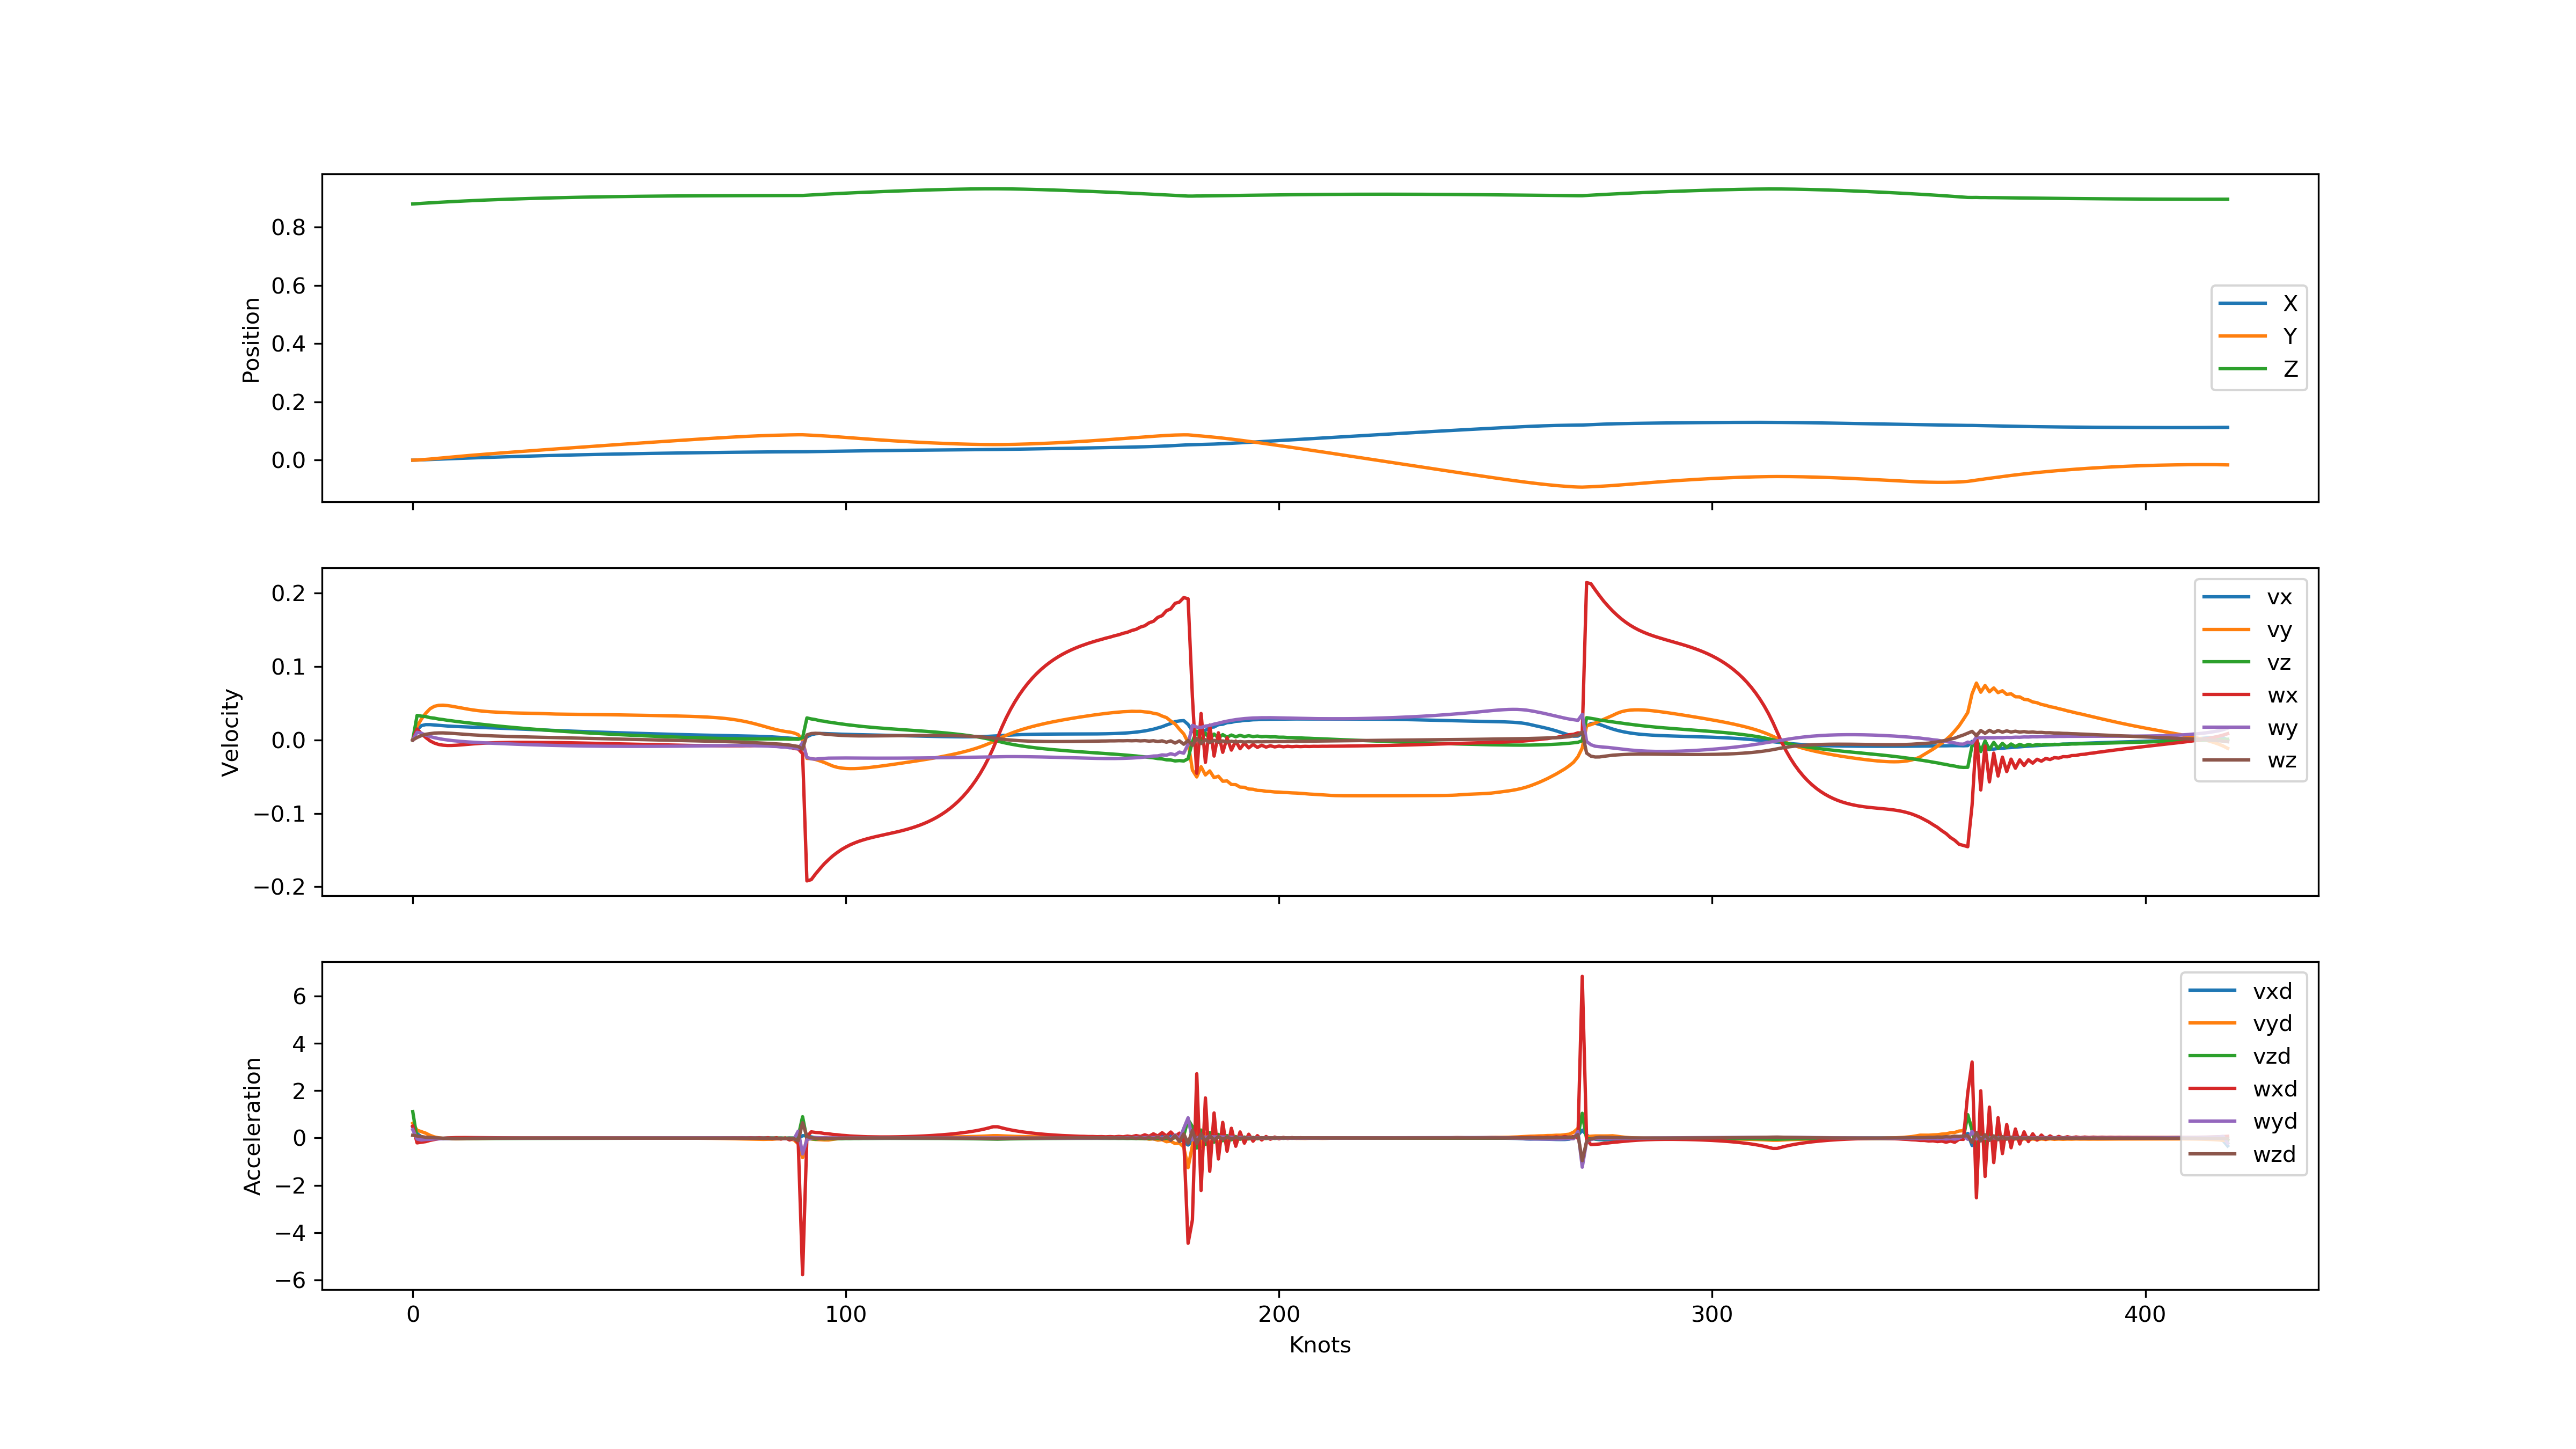 0.8
0.6
0.4
0.2
0.0
Position
X
Y
Z
0.2
0.1
0.0
−0.1
−0.2
Velocity
vx
vy
vz
wx
wy
wz
6
4
2
0
−2
−4
−6
Acceleration
vxd
vyd
vzd
wxd
wyd
wzd
0 100 200 300 400
Knots